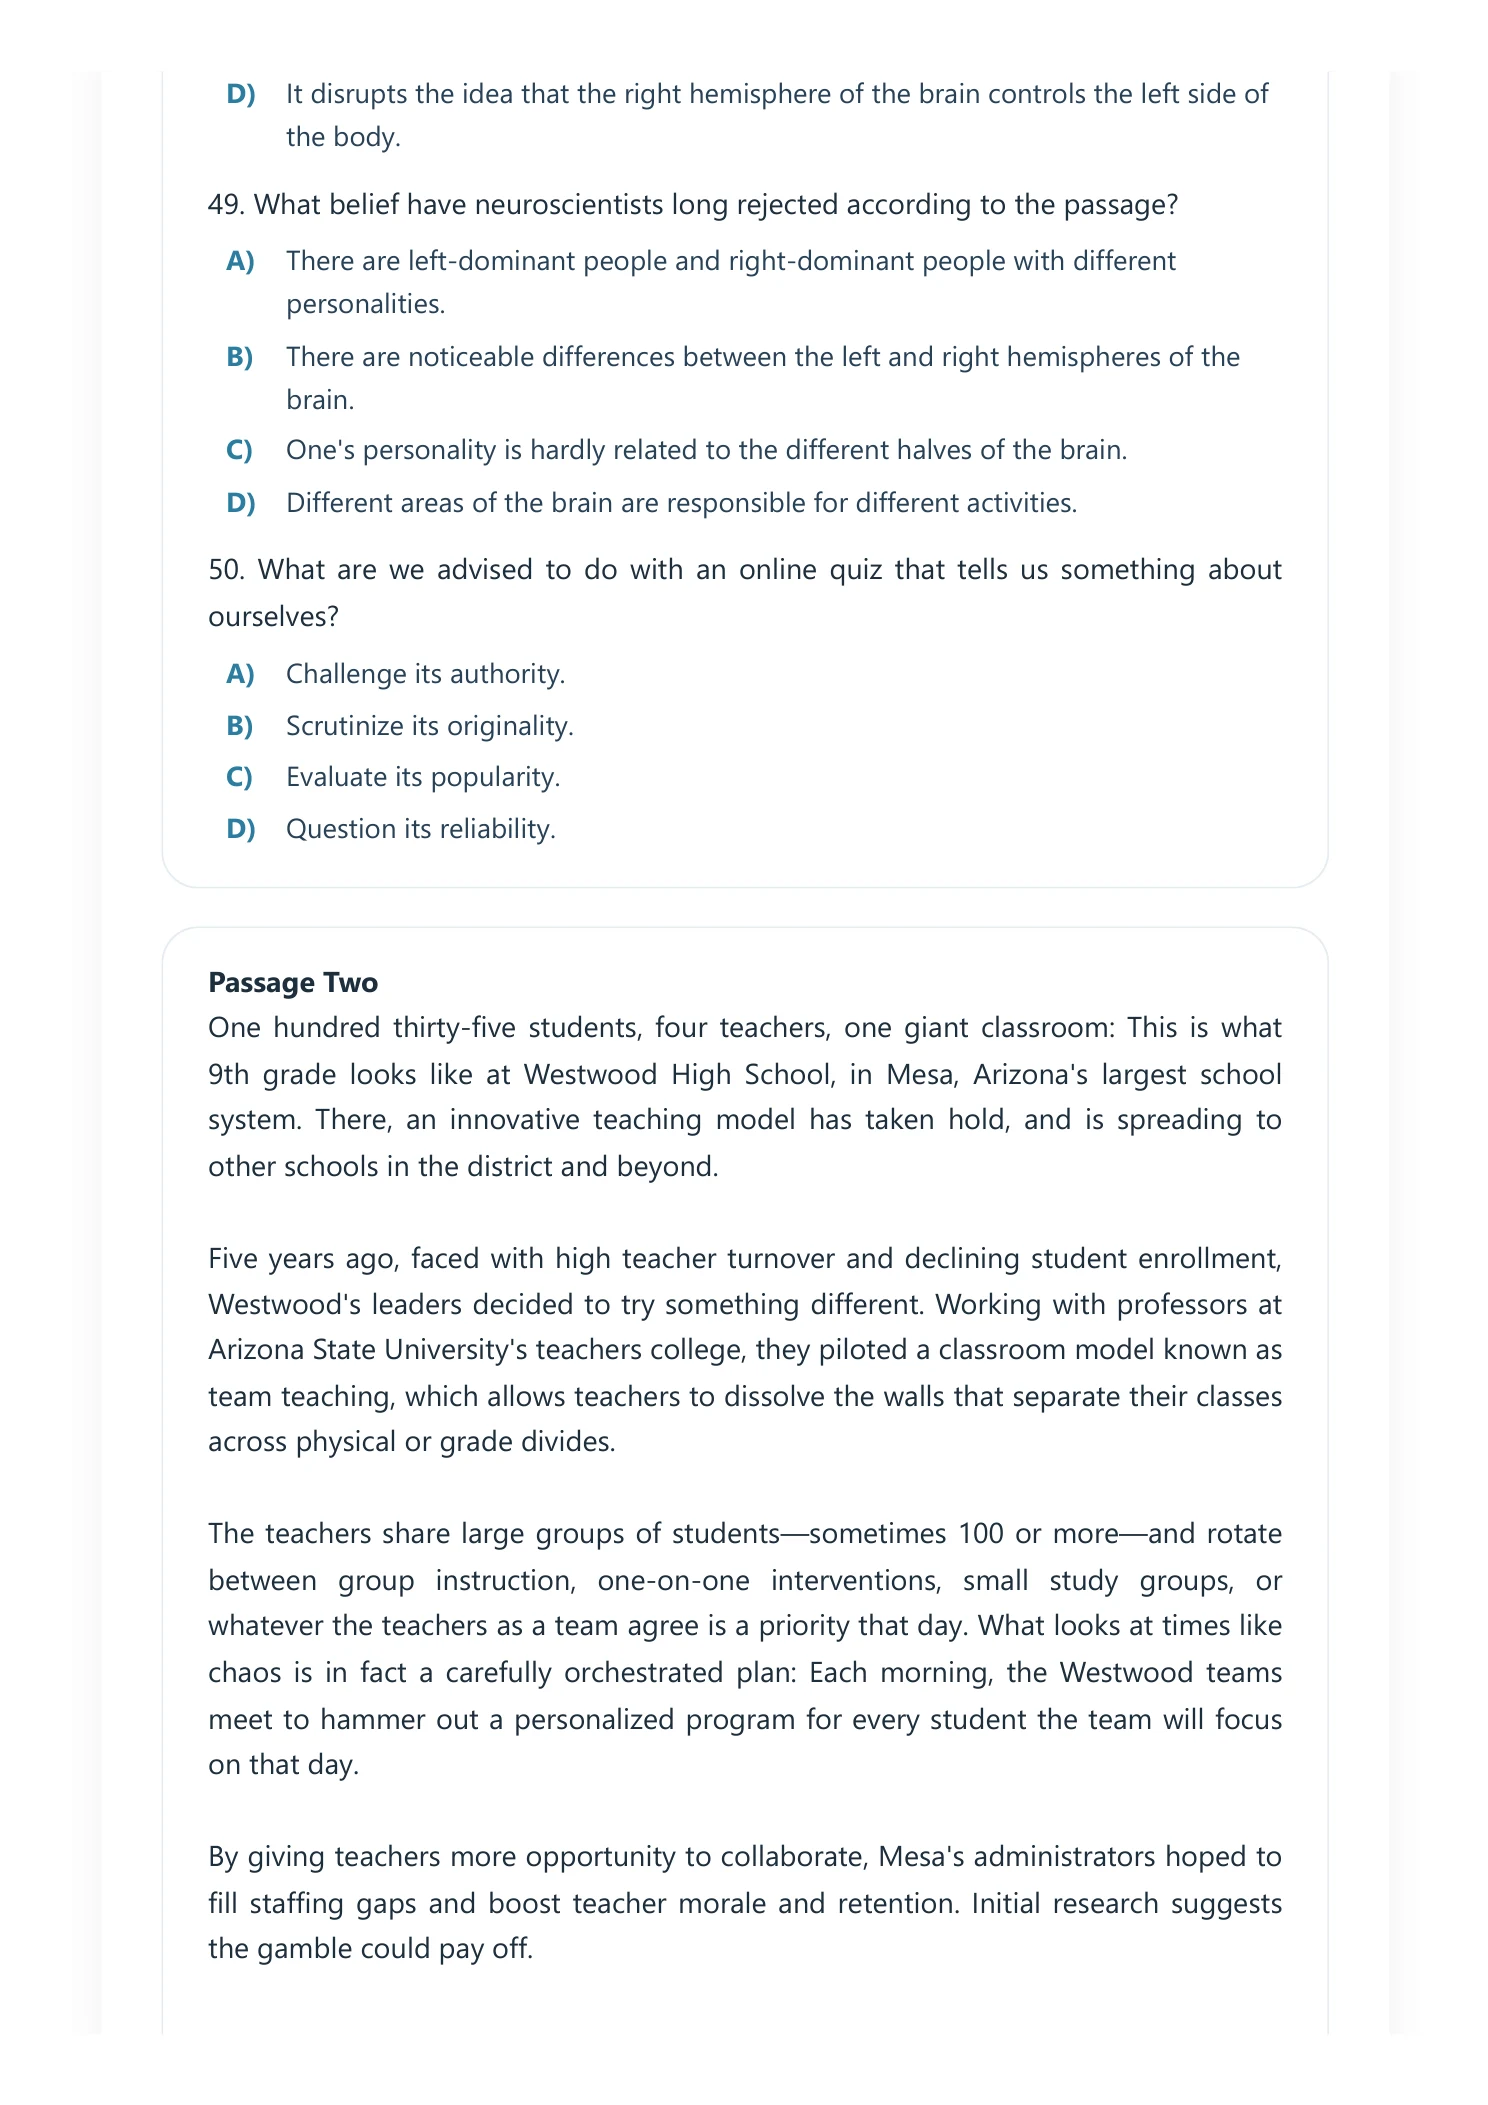 D) It disrupts the idea that the right hemisphere of the brain controls the left side of
the body.
49. What belief have neuroscientists long rejected according to the passage?
A) There are left-dominant people and right-dominant people with different
personalities.
B) There are noticeable differences between the left and right hemispheres of the
brain.
C) One's personality is hardly related to the different halves of the brain.
D) Different areas of the brain are responsible for different activities.
50. What are we advised to do with an online quiz that tells us something about
ourselves?
A) Challenge its authority.
B) Scrutinize its originality.
C) Evaluate its popularity.
D) Question its reliability.
Passage Two
One hundred thirty-five students, four teachers, one giant classroom: This is what
9th grade looks like at Westwood High School, in Mesa, Arizona's largest school
system. There, an innovative teaching model has taken hold, and is spreading to
other schools in the district and beyond.
Five years ago, faced with high teacher turnover and declining student enrollment,
Westwood's leaders decided to try something different. Working with professors at
Arizona State University's teachers college, they piloted a classroom model known as
team teaching, which allows teachers to dissolve the walls that separate their classes
across physical or grade divides.
The teachers share large groups of students—sometimes 100 or more—and rotate
between group instruction, one-on-one interventions, small study groups, or
whatever the teachers as a team agree is a priority that day. What looks at times like
chaos is in fact a carefully orchestrated plan: Each morning, the Westwood teams
meet to hammer out a personalized program for every student the team will focus
on that day.
By giving teachers more opportunity to collaborate, Mesa's administrators hoped to
fill staffing gaps and boost teacher morale and retention. Initial research suggests
the gamble could pay off.